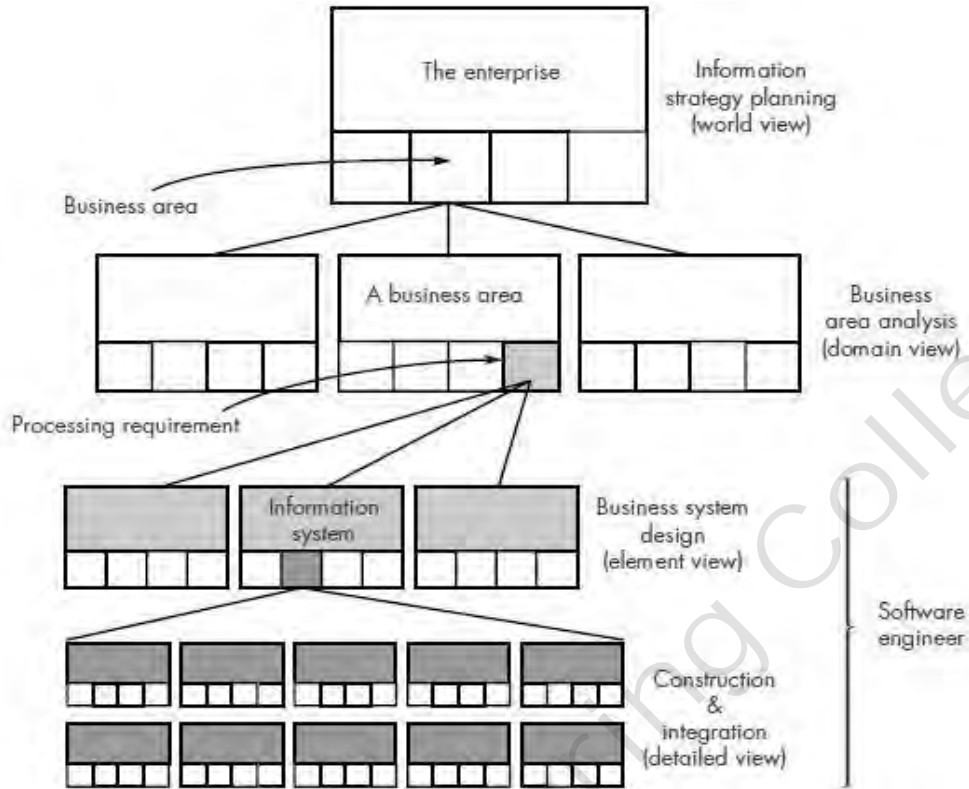 The enterprise
Information
strategy planning
(world view)
Business area
A business area
Business
area analysis
(domain view)
Processing requirement
Information
system
Business system
design
(element view)
Software
engineer
Construction
&
integration
(detailed view)